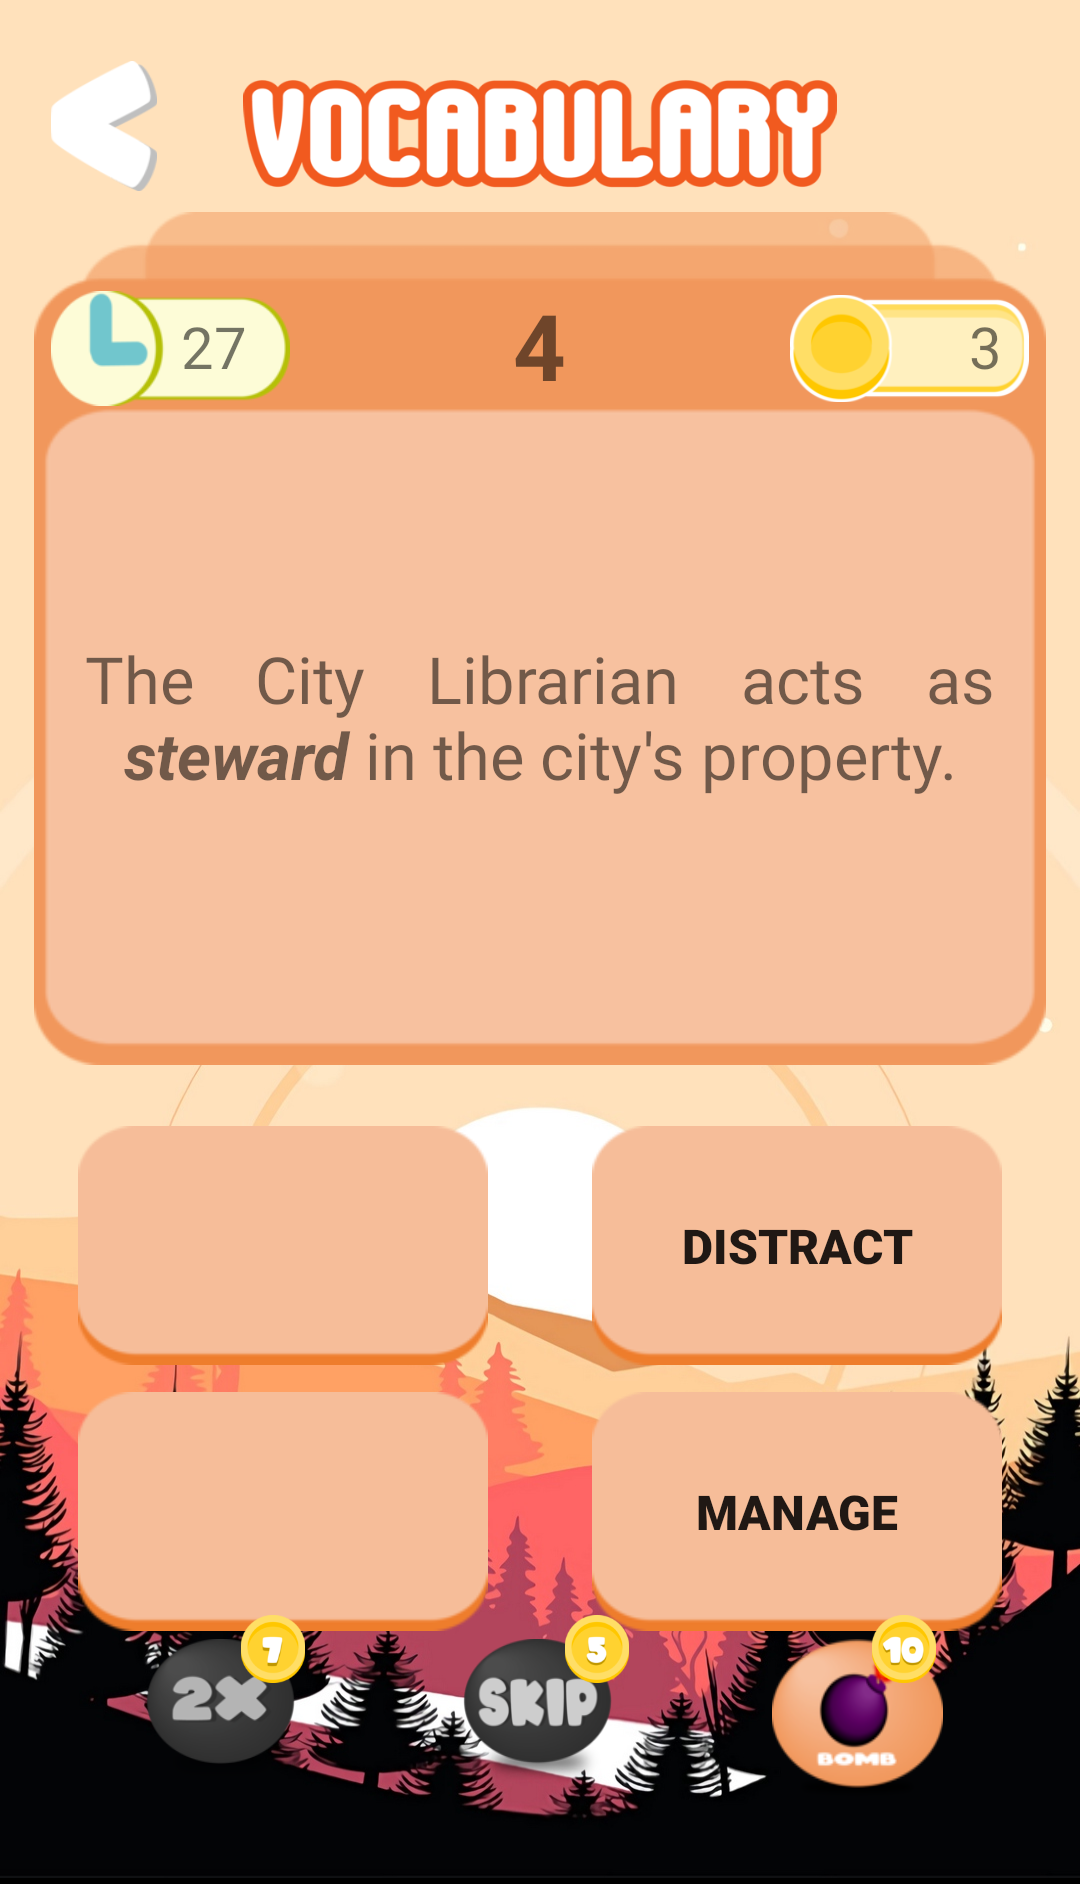 VOCABULARY
27
4
3
The City Librarian acts as
steward in the city's property.
DISTRACT
MANAGE
7
5
10
2X
SKIP
BOMB